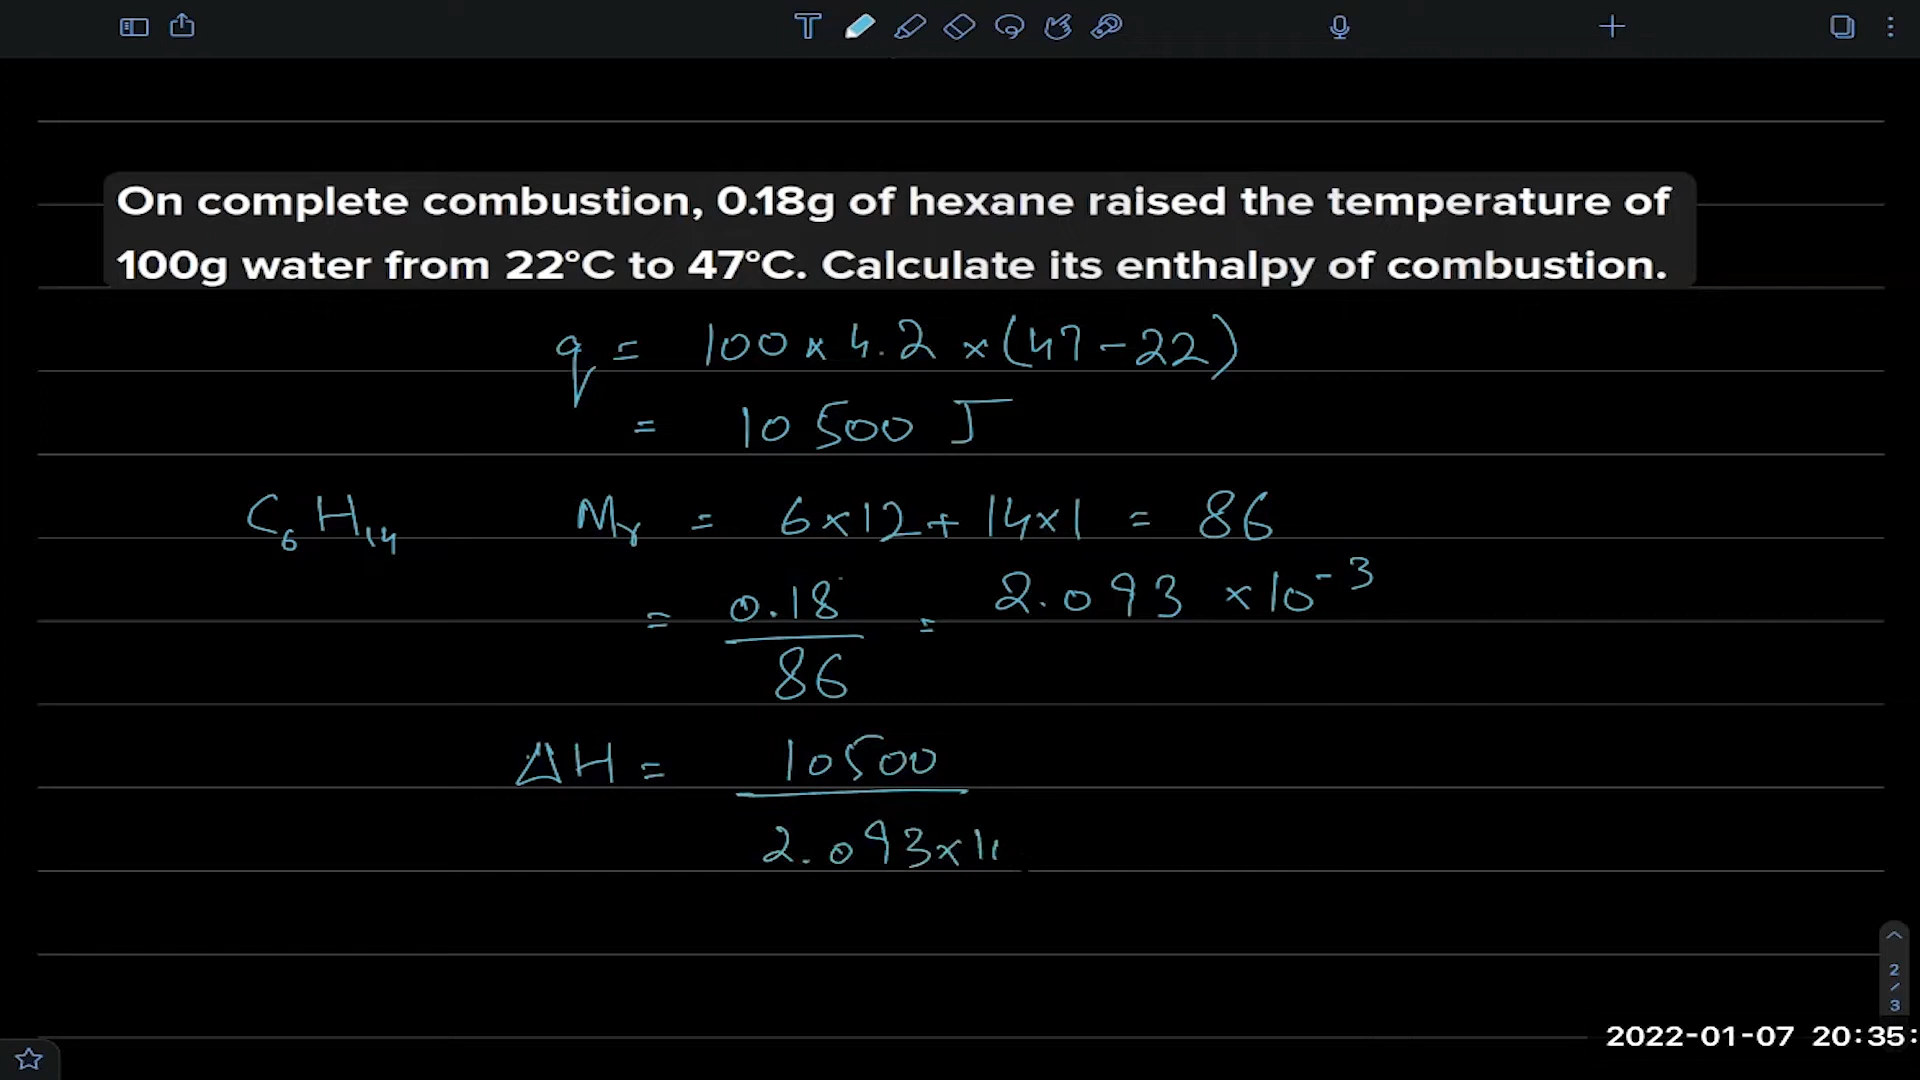 On complete combustion, 0.18g of hexane raised the temperature of
100g water from 22°C to 47°C. Calculate its enthalpy of combustion.
q = 100 × 4.2 × (47 - 22)
= 10 500 J
C₆H₁₄ Mr = 6×12 + 14×1 = 86
= 0.18/86 = 2.093 × 10⁻³
ΔH = 10500
2.093×1
2
/
3
2022-01-07 20:35: